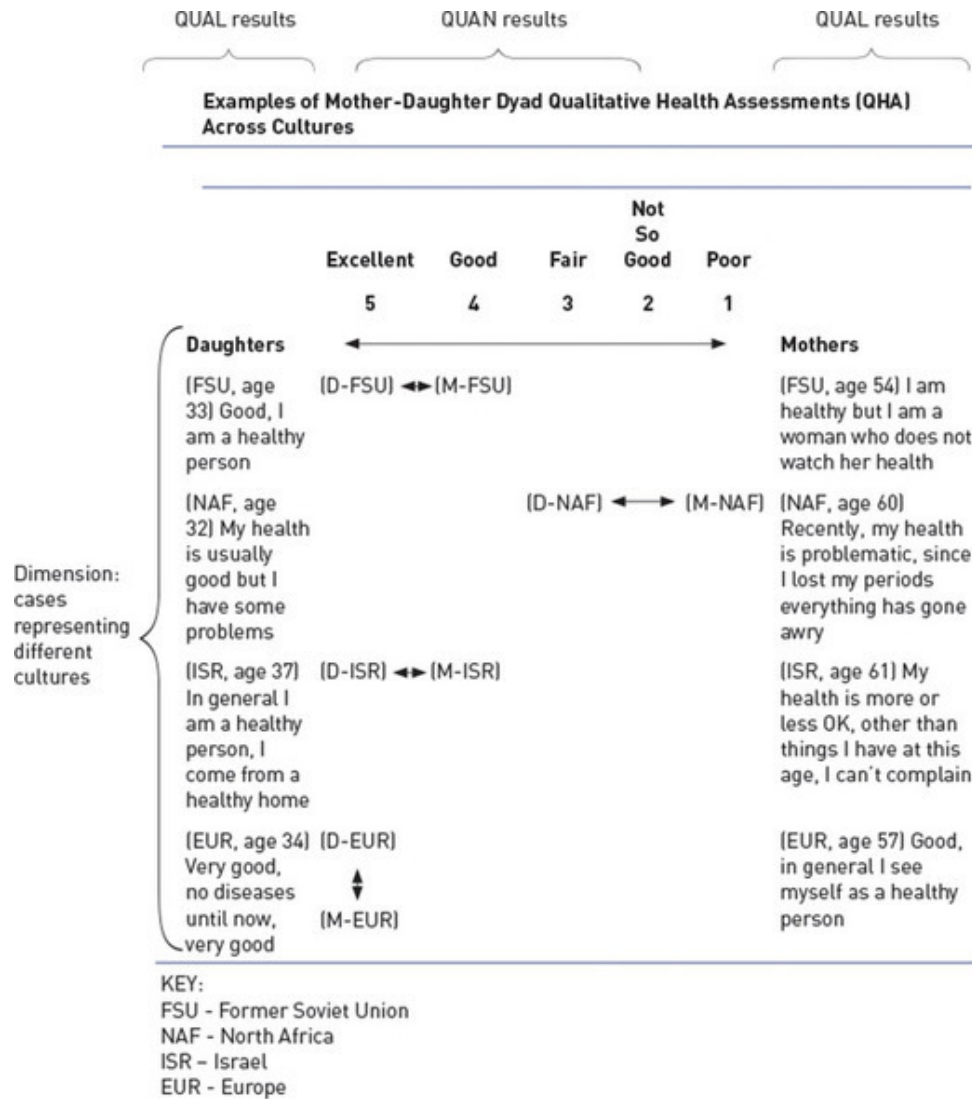 QUAL results QUAN results QUAL results
Examples of Mother-Daughter Dyad Qualitative Health Assessments (QHA)
Across Cultures
Excellent Good Fair Not So Good Poor
5 4 3 2 1
Dimension:
cases
representing
different
cultures
Daughters
(FSU, age
33) Good, I
am a healthy
person
(D-FSU) (M-FSU)
(NAF, age
32) My health
is usually
good but I
have some
problems
(D-NAF) (M-NAF)
(ISR, age 37)
In general I
am a healthy
person, I
come from a
healthy home
(D-ISR) (M-ISR)
(EUR, age 34)
Very good,
no diseases
until now,
very good
(D-EUR)
(M-EUR)
Mothers
(FSU, age 54) I am
healthy but I am a
woman who does not
watch her health
(NAF, age 60)
Recently, my health
is problematic, since
I lost my periods
everything has gone
awry
(ISR, age 61) My
health is more or
less OK, other than
things I have at this
age, I can't complain
(EUR, age 57) Good,
in general I see
myself as a healthy
person
KEY:
FSU - Former Soviet Union
NAF - North Africa
ISR – Israel
EUR - Europe